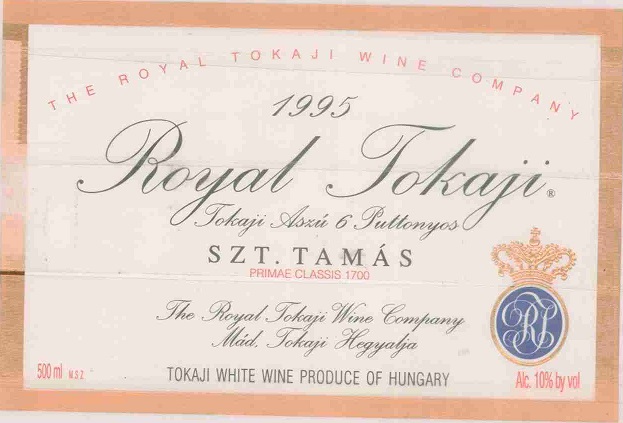 THE ROYAL TOKAJI WINE COMPANY
1995
Royal Tokaji®
Tokaji Aszú 6 Puttonyos
SZT. TAMÁS
PRIMAE CLASSIS 1700
The Royal Tokaji Wine Company
Mád, Tokaji Hegyalja
RT
500 ml M.S.Z.
TOKAJI WHITE WINE PRODUCE OF HUNGARY
Alc. 10% by vol